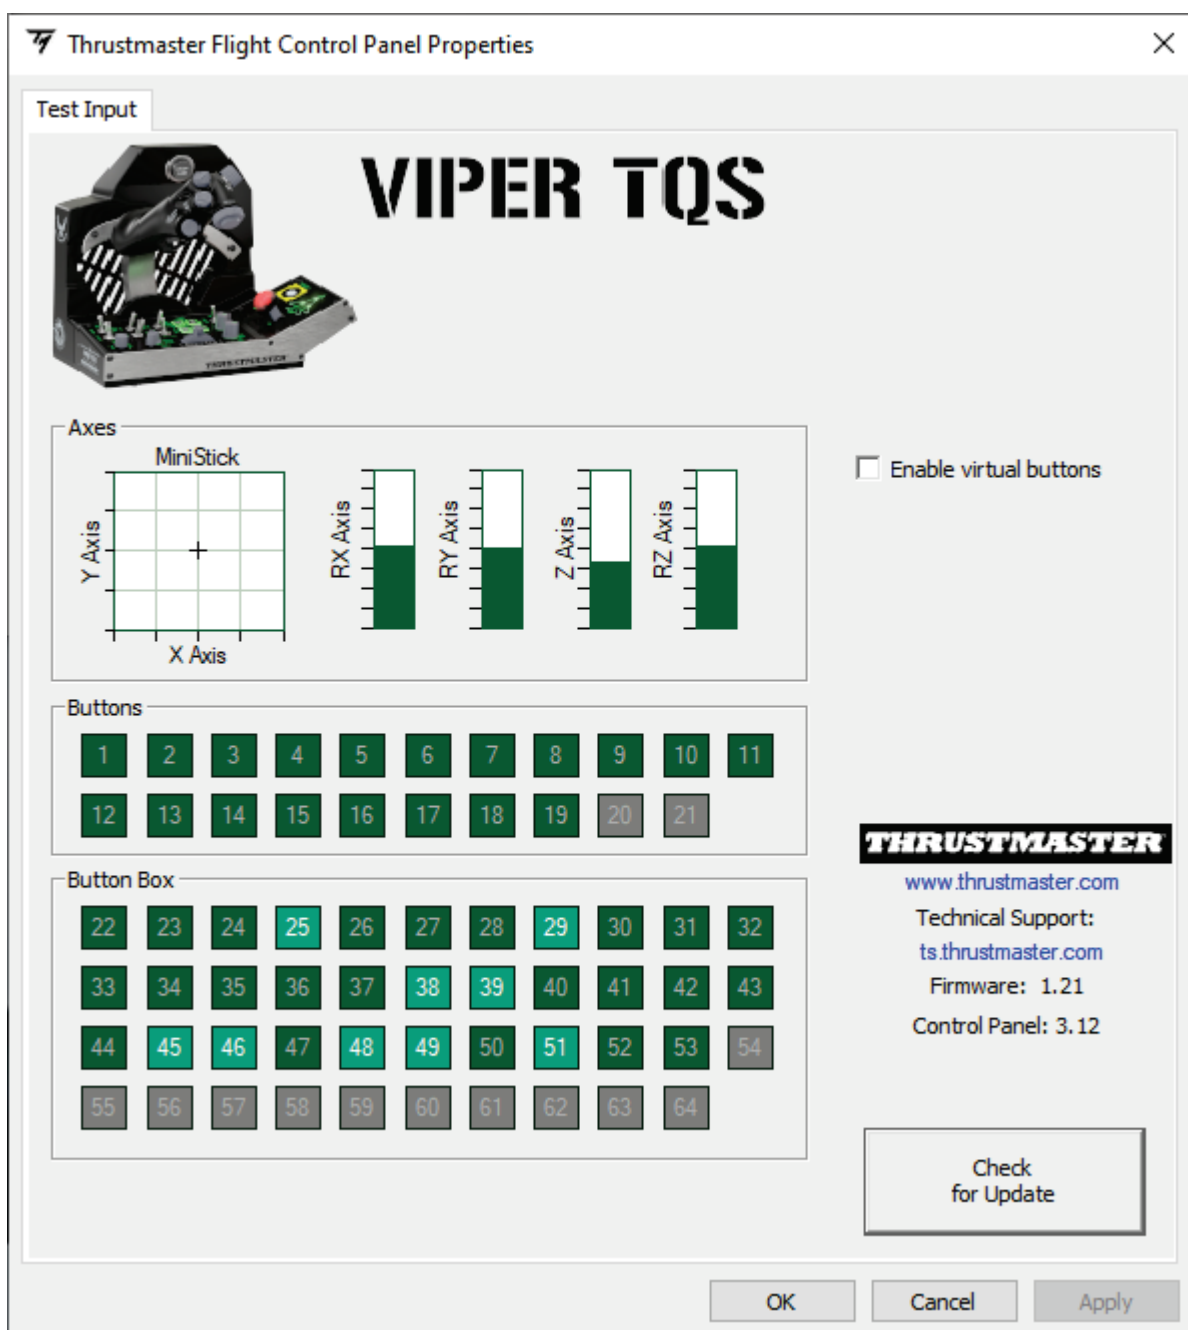 Thrustmaster Flight Control Panel Properties
Test Input
VIPER TQS
THRUSTMASTER
Axes
MiniStick
Y Axis
X Axis
RX Axis
RY Axis
Z Axis
RZ Axis
Enable virtual buttons
Buttons
1 2 3 4 5 6 7 8 9 10 11
12 13 14 15 16 17 18 19 20 21
Button Box
22 23 24 25 26 27 28 29 30 31 32
33 34 35 36 37 38 39 40 41 42 43
44 45 46 47 48 49 50 51 52 53 54
55 56 57 58 59 60 61 62 63 64
THRUSTMASTER
www.thrustmaster.com
Technical Support:
ts.thrustmaster.com
Firmware: 1.21
Control Panel: 3.12
Check
for Update
OK
Cancel
Apply